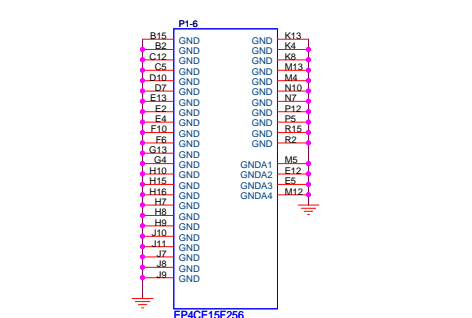 P1-6
B15 GND GND K13
B2 GND GND K4
C12 GND GND K8
C5 GND GND M13
D10 GND GND M4
D7 GND GND N10
E13 GND GND N7
E2 GND GND P12
E4 GND GND P5
F10 GND GND R15
F6 GND GND R2
G13 GND
G4 GND GNDA1 M5
H10 GND GNDA2 E12
H15 GND GNDA3 E5
H16 GND GNDA4 M12
H7 GND
H8 GND
H9 GND
J10 GND
J11 GND
J7 GND
J8 GND
J9 GND
EP4CE15F256